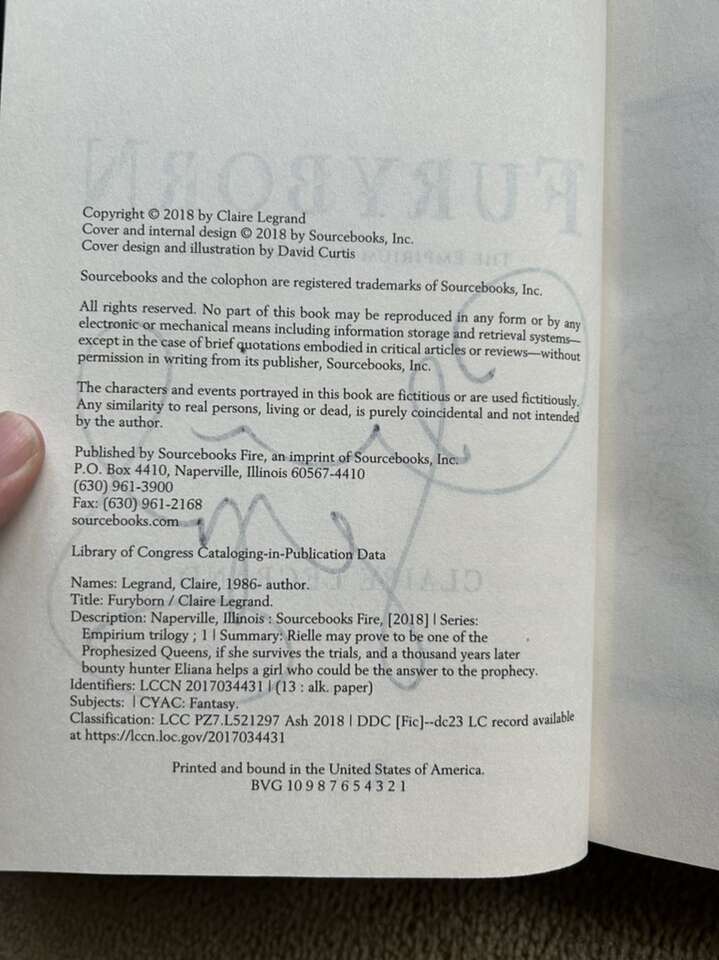 FURYBORN
THE EMPIRIUM
Copyright © 2018 by Claire Legrand
Cover and internal design © 2018 by Sourcebooks, Inc.
Cover design and illustration by David Curtis
Sourcebooks and the colophon are registered trademarks of Sourcebooks, Inc.
All rights reserved. No part of this book may be reproduced in any form or by any
electronic or mechanical means including information storage and retrieval systems—
except in the case of brief quotations embodied in critical articles or reviews—without
permission in writing from its publisher, Sourcebooks, Inc.
The characters and events portrayed in this book are fictitious or are used fictitiously.
Any similarity to real persons, living or dead, is purely coincidental and not intended
by the author.
Published by Sourcebooks Fire, an imprint of Sourcebooks, Inc.
P.O. Box 4410, Naperville, Illinois 60567-4410
(630) 961-3900
Fax: (630) 961-2168
sourcebooks.com
Library of Congress Cataloging-in-Publication Data
Names: Legrand, Claire, 1986- author.
Title: Furyborn / Claire Legrand.
Description: Naperville, Illinois : Sourcebooks Fire, [2018] | Series:
Empirium trilogy ; 1 | Summary: Rielle may prove to be one of the
Prophesized Queens, if she survives the trials, and a thousand years later
bounty hunter Eliana helps a girl who could be the answer to the prophecy.
Identifiers: LCCN 2017034431 | (13 : alk. paper)
Subjects: | CYAC: Fantasy.
Classification: LCC PZ7.L521297 Ash 2018 | DDC [Fic]--dc23 LC record available
at https://lccn.loc.gov/2017034431
Printed and bound in the United States of America.
BVG 10 9 8 7 6 5 4 3 2 1